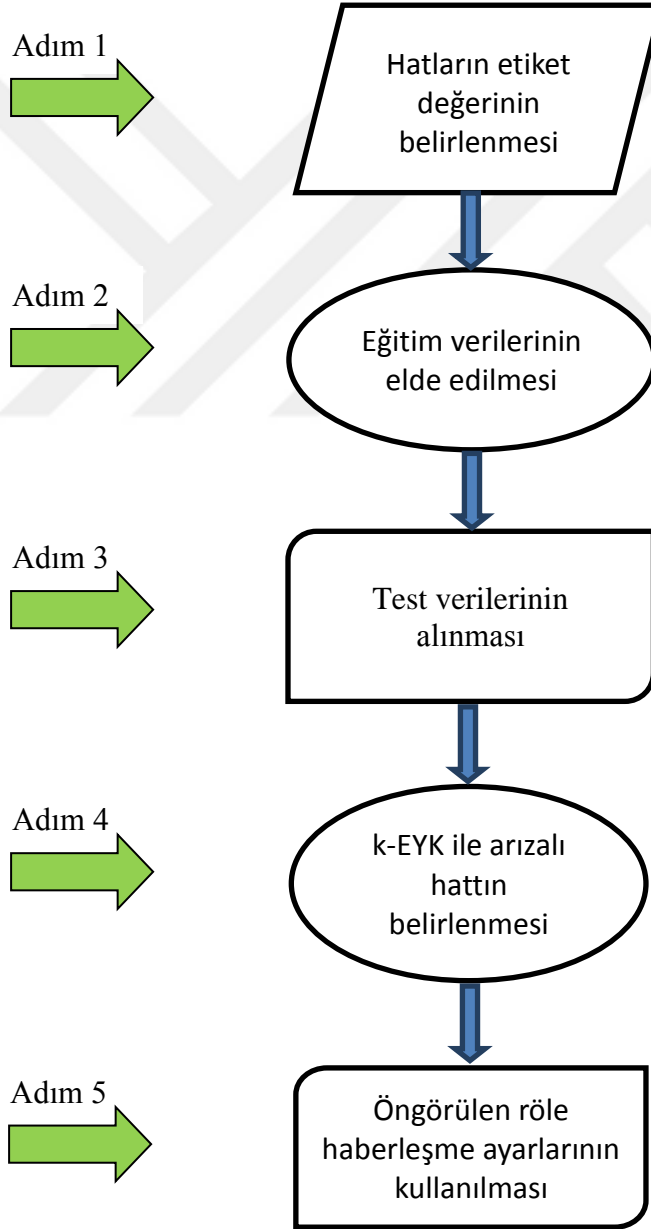 Adım 1
Hatların etiket
değerinin
belirlenmesi
Adım 2
Eğitim verilerinin
elde edilmesi
Adım 3
Test verilerinin
alınması
Adım 4
k-EYK ile arızalı
hattın
belirlenmesi
Adım 5
Öngörülen röle
haberleşme ayarlarının
kullanılması